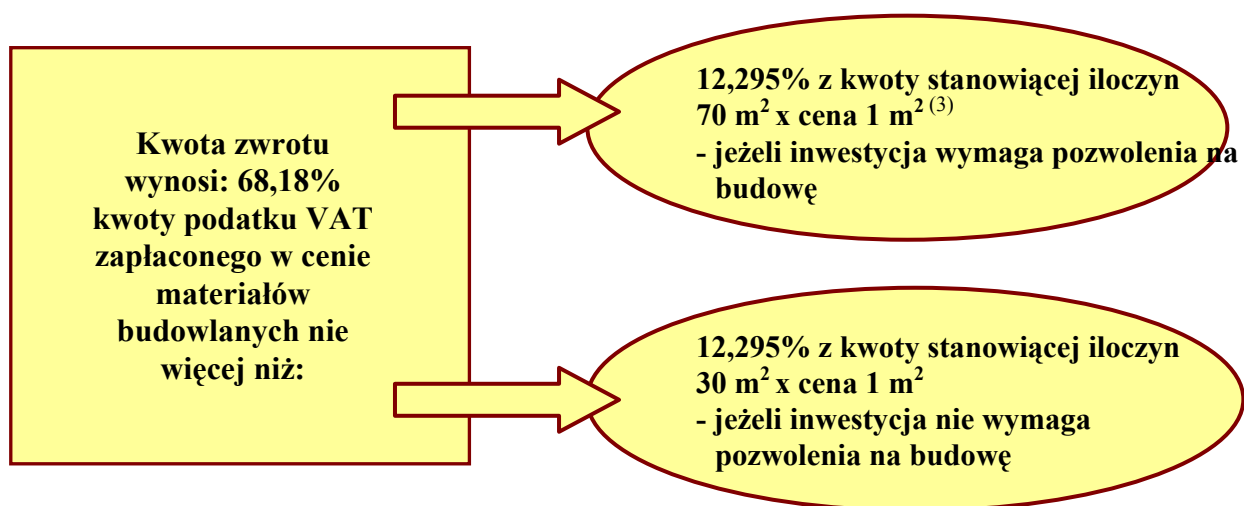 Kwota zwrotu
wynosi: 68,18%
kwoty podatku VAT
zapłaconego w cenie
materiałów
budowlanych nie
więcej niż:
12,295% z kwoty stanowiącej iloczyn
70 m² x cena 1 m² ⁽³⁾
- jeżeli inwestycja wymaga pozwolenia na
budowę
12,295% z kwoty stanowiącej iloczyn
30 m² x cena 1 m²
- jeżeli inwestycja nie wymaga
pozwolenia na budowę